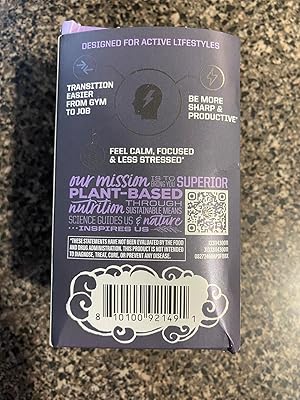 DESIGNED FOR ACTIVE LIFESTYLES
TRANSITION
EASIER
FROM GYM
TO JOB
BE MORE
SHARP &
PRODUCTIVE*
FEEL CALM, FOCUSED
& LESS STRESSED*
our mission IS TO BRING YOU SUPERIOR
PLANT-BASED
nutrition THROUGH SUSTAINABLE MEANS
SCIENCE GUIDES US & nature
INSPIRES US
*THESE STATEMENTS HAVE NOT BEEN EVALUATED BY THE FOOD
AND DRUG ADMINISTRATION. THIS PRODUCT IS NOT INTENDED
TO DIAGNOSE, TREAT, CURE, OR PREVENT ANY DISEASE.
8 10100 92149 1